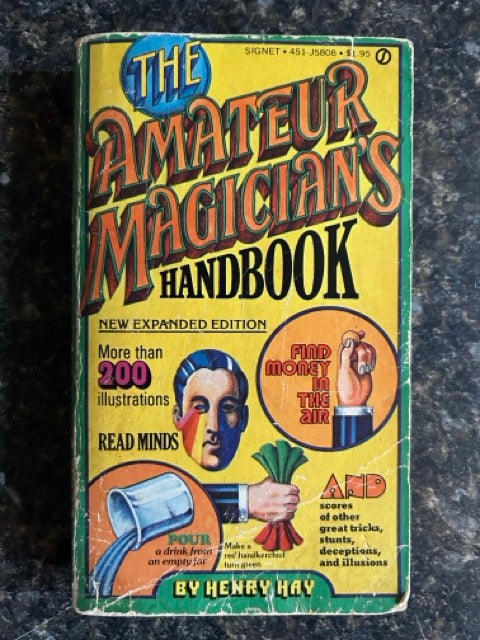 SIGNET • 451-J5808 • $1.95
THE
AMATEUR
MAGICIAN'S
HANDBOOK
NEW EXPANDED EDITION
More than
200
illustrations
READ MINDS
FIND
MONEY
IN
THE
AIR
POUR
a drink from
an empty jar
Make a
red handkerchief
turn green
AND
scores
of other
great tricks,
stunts,
deceptions,
and illusions
BY HENRY HAY